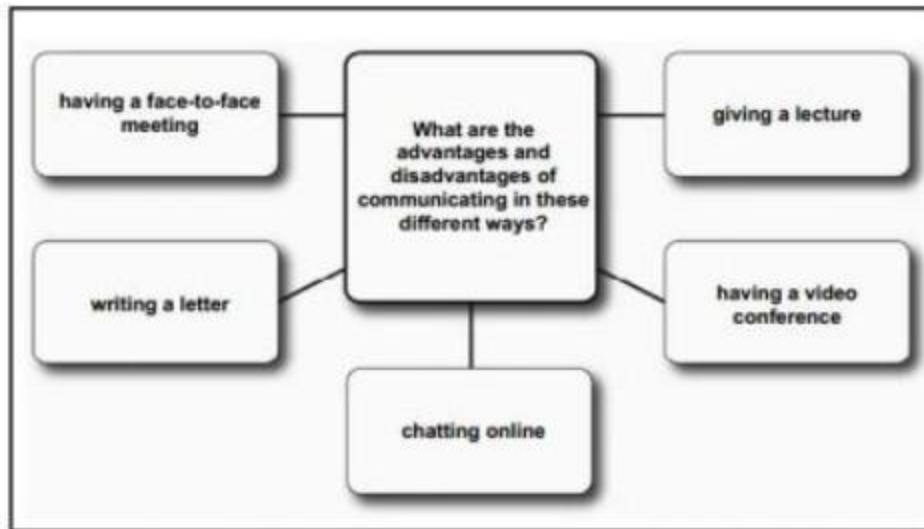 having a face-to-face
meeting
What are the
advantages and
disadvantages of
communicating in these
different ways?
giving a lecture
writing a letter
having a video
conference
chatting online